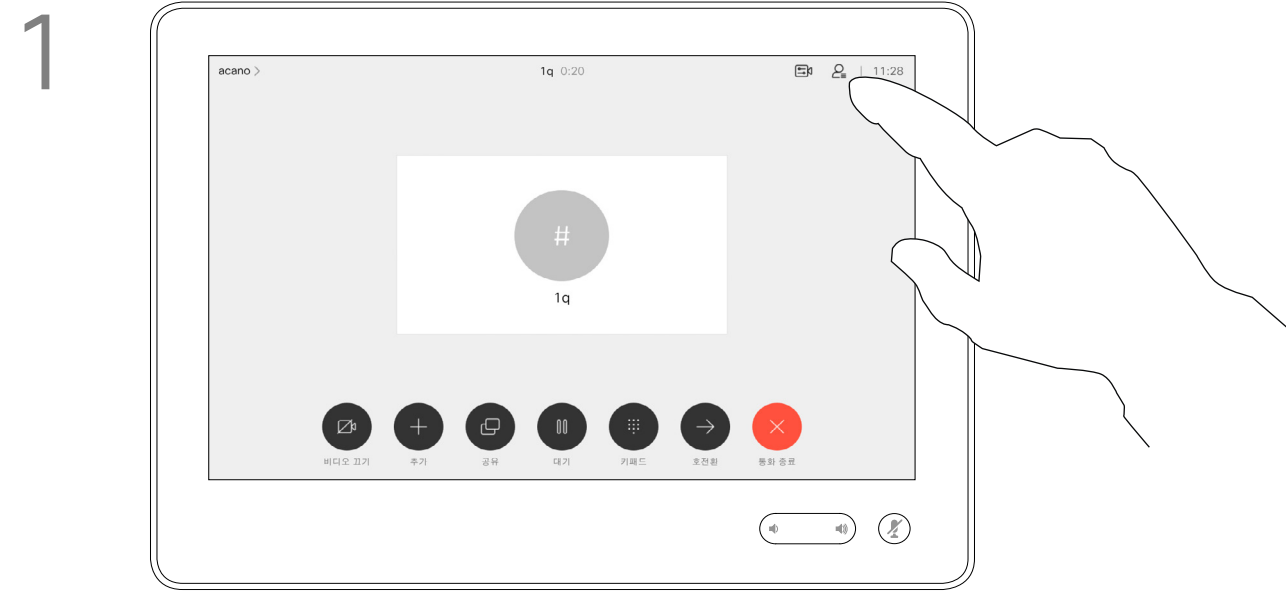 1
acano >
1q 0:20
11:28
#
1q
비디오 끄기
추가
공유
대기
키패드
호전환
통화 종료